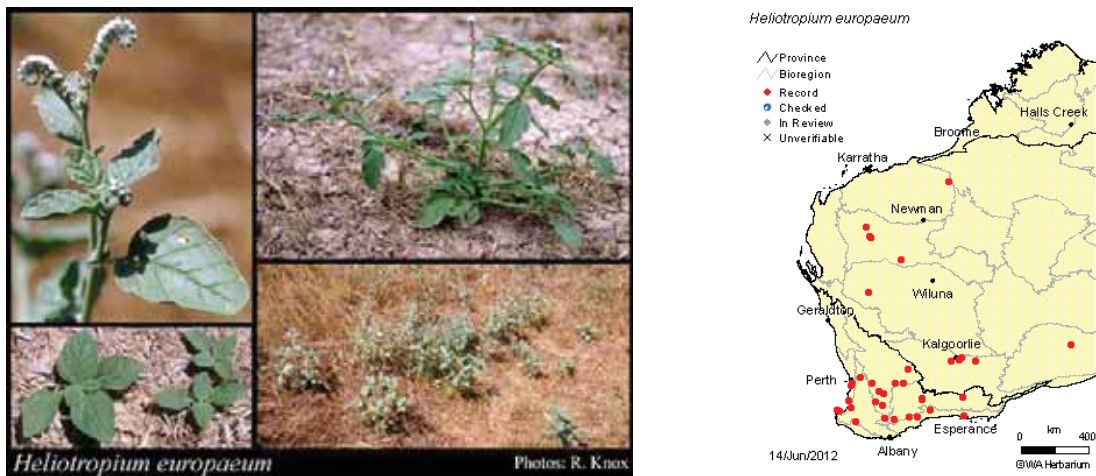 Heliotropium europaeum
Photos: R. Knox
Heliotropium europaeum
Province
Bioregion
Record
Checked
In Review
Unverifiable
Halls Creek
Broome
Karratha
Newman
Wiluna
Geraldton
Kalgoorlie
Perth
Esperance
Albany
14/Jun/2012
km
0 400
©WA Herbarium